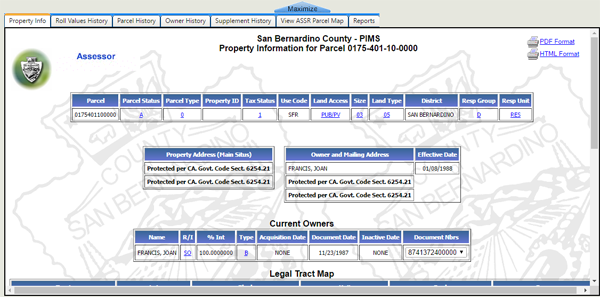 Maximize
Property Info Roll Values History Parcel History Owner History Supplement History View ASSR Parcel Map Reports
San Bernardino County - PIMS
Property Information for Parcel 0175-401-10-0000
PDF Format
HTML Format
Assessor
Parcel Parcel Status Parcel Type Property ID Tax Status Use Code Land Access Size Land Type District Resp Group Resp Unit
0175401100000 A 0 1 SFR PUB/PV 03 05 SAN BERNARDINO D RES
Property Address (Main Situs)
Protected per CA. Govt. Code Sect. 6254.21
Protected per CA. Govt. Code Sect. 6254.21
Owner and Mailing Address Effective Date
FRANCIS, JOAN 01/08/1988
Protected per CA. Govt. Code Sect. 6254.21
Protected per CA. Govt. Code Sect. 6254.21
Current Owners
Name R/I % Int Type Acquisition Date Document Date Inactive Date Document Nbrs
FRANCIS, JOAN SO 100.0000000 B NONE 11/23/1987 NONE 8741372400000
Legal Tract Map
SAN BERNARDINO COUNTY